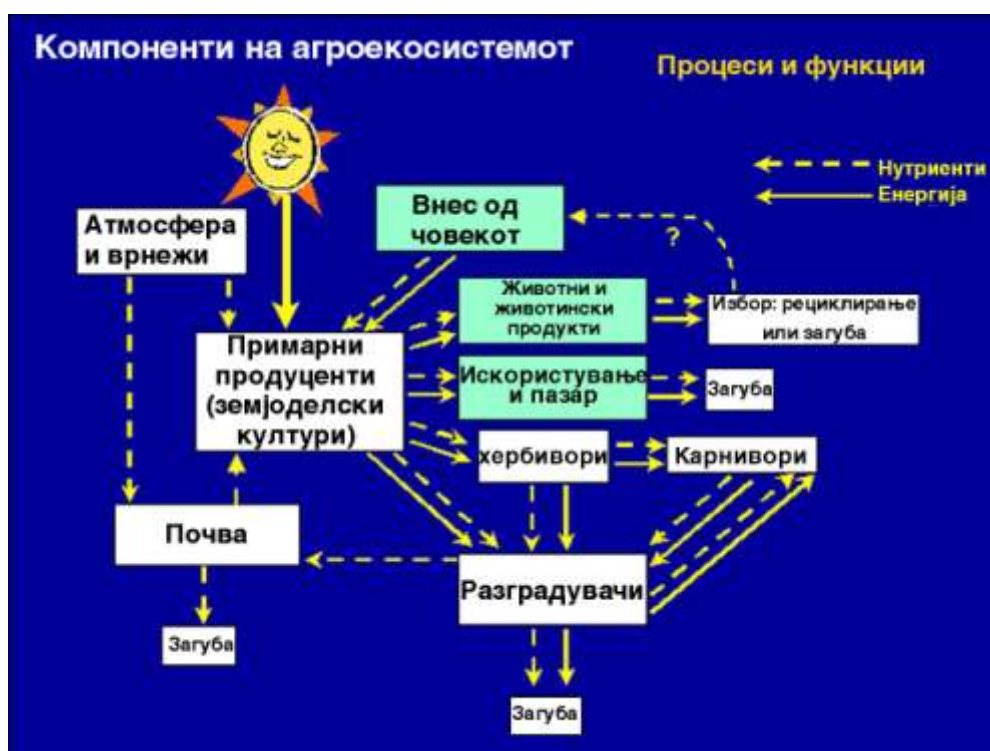 Компоненти на агроекосистемот
Процеси и функции
Нутриенти
Енергија
Атмосфера
и врнежи
Внес од
човекот
?
Животни и
животински
продукти
Избор: рециклирање
или загуба
Примарни
продуценти
(земјоделски
култури)
Искористување
и пазар
Загуба
хербивори
Карнивори
Почва
Разградувачи
Загуба
Загуба